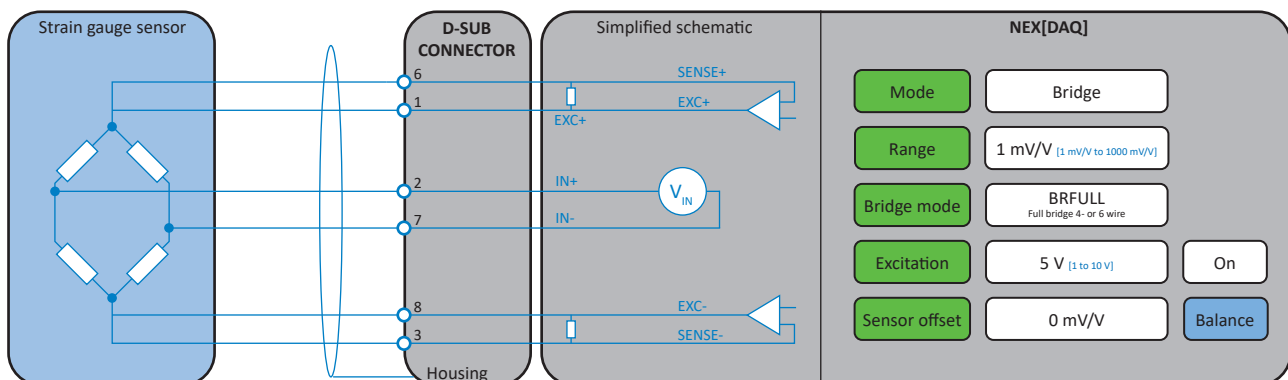 Strain gauge sensor
D-SUB
CONNECTOR
Simplified schematic
NEX[DAQ]
6
SENSE+
1
EXC+
EXC+
2
IN+
V_IN
7
IN-
8
EXC-
3
SENSE-
Housing
Mode
Bridge
Range
1 mV/V [1 mV/V to 1000 mV/V]
Bridge mode
BRFULL
Full bridge 4- or 6 wire
Excitation
5 V [1 to 10 V]
On
Sensor offset
0 mV/V
Balance